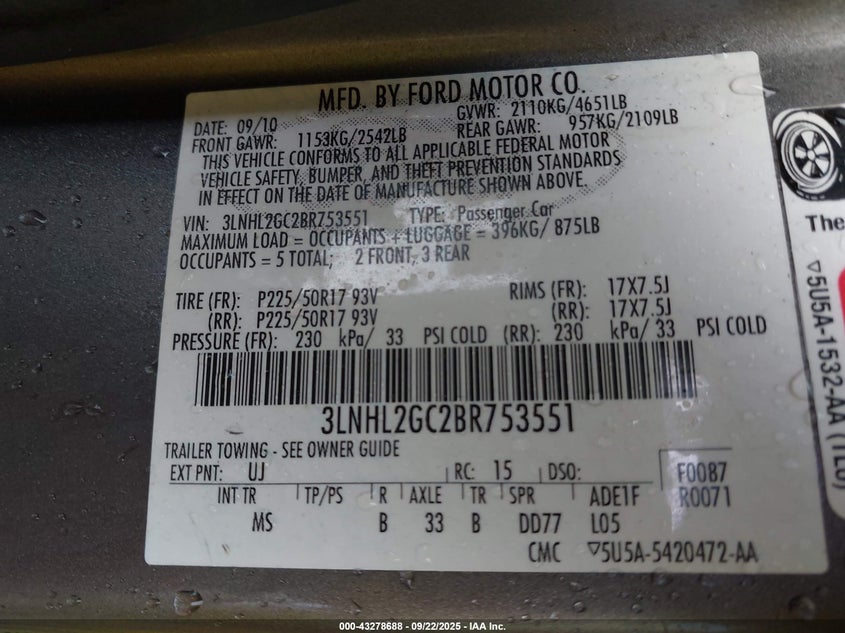 MFD. BY FORD MOTOR CO.
DATE: 09/10 GVWR: 2110KG/4651LB
FRONT GAWR: 1153KG/2542LB REAR GAWR: 957KG/2109LB
THIS VEHICLE CONFORMS TO ALL APPLICABLE FEDERAL MOTOR
VEHICLE SAFETY, BUMPER, AND THEFT PREVENTION STANDARDS
IN EFFECT ON THE DATE OF MANUFACTURE SHOWN ABOVE.
VIN: 3LNHL2GC2BR753551 TYPE: Passenger Car
MAXIMUM LOAD = OCCUPANTS + LUGGAGE = 396KG/ 875LB
OCCUPANTS = 5 TOTAL; 2 FRONT, 3 REAR
TIRE (FR): P225/50R17 93V RIMS (FR): 17X7.5J
(RR): P225/50R17 93V (RR): 17X7.5J
PRESSURE (FR): 230 kPa/ 33 PSI COLD (RR): 230 kPa/ 33 PSI COLD
3LNHL2GC2BR753551
TRAILER TOWING - SEE OWNER GUIDE
EXT PNT: UJ RC: 15 DSO: F0087
INT TR TP/PS R AXLE TR SPR ADE1F R0071
MS B 33 B DD77 L05
CMC ▽5U5A-5420472-AA
The
▽5U5A-1532-AA (TL0)
000-43278688 - 09/22/2025 - IAA Inc.